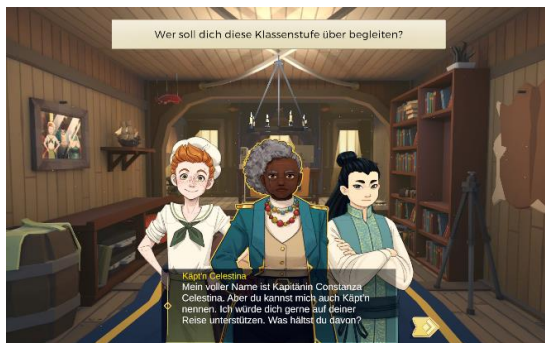 Wer soll dich diese Klassenstufe über begleiten?
Käpt'n Celestina
Mein voller Name ist Kapitänin Constanza
Celestina. Aber du kannst mich auch Käpt'n
nennen. Ich würde dich gerne auf deiner
Reise unterstützen. Was hältst du davon?